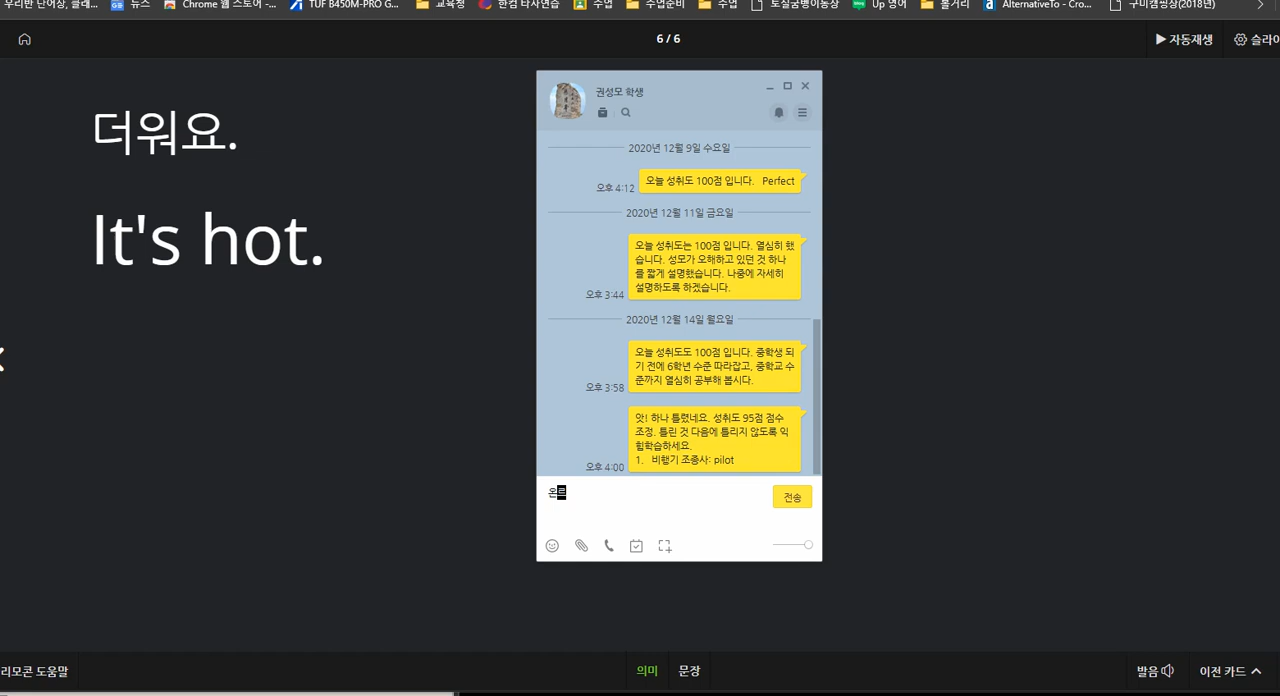 우리반 단어장, 클래... 뉴스 Chrome 웹 스토어 -... TUF B450M-PRO G... 교육청 한컴 타자연습 수업 수업준비 수업 토실굼벵이동상 Up 영어 볼거리 AlternativeTo - Cro... 구미캠핑장(2018년)
6 / 6
자동재생
슬라이
더워요.
It's hot.
권성모 학생
2020년 12월 9일 수요일
오후 4:12 오늘 성취도 100점 입니다. Perfect
2020년 12월 11일 금요일
오늘 성취도는 100점 입니다. 열심히 했
습니다. 성모가 오해하고 있던 것 하나
를 짧게 설명했습니다. 나중에 자세히
설명하도록 하겠습니다.
오후 3:44
2020년 12월 14일 월요일
오늘 성취도도 100점 입니다. 중학생 되
기 전에 6학년 수준 따라잡고, 중학교 수
준까지 열심히 공부해 봅시다.
오후 3:58
앗! 하나 틀렸네요. 성취도 95점 점수
조정. 틀린 것 다음에 틀리지 않도록 익
힘학습하세요.
1. 비행기 조종사: pilot
오후 4:00
전송
리모콘 도움말
의미
문장
발음
이전 카드